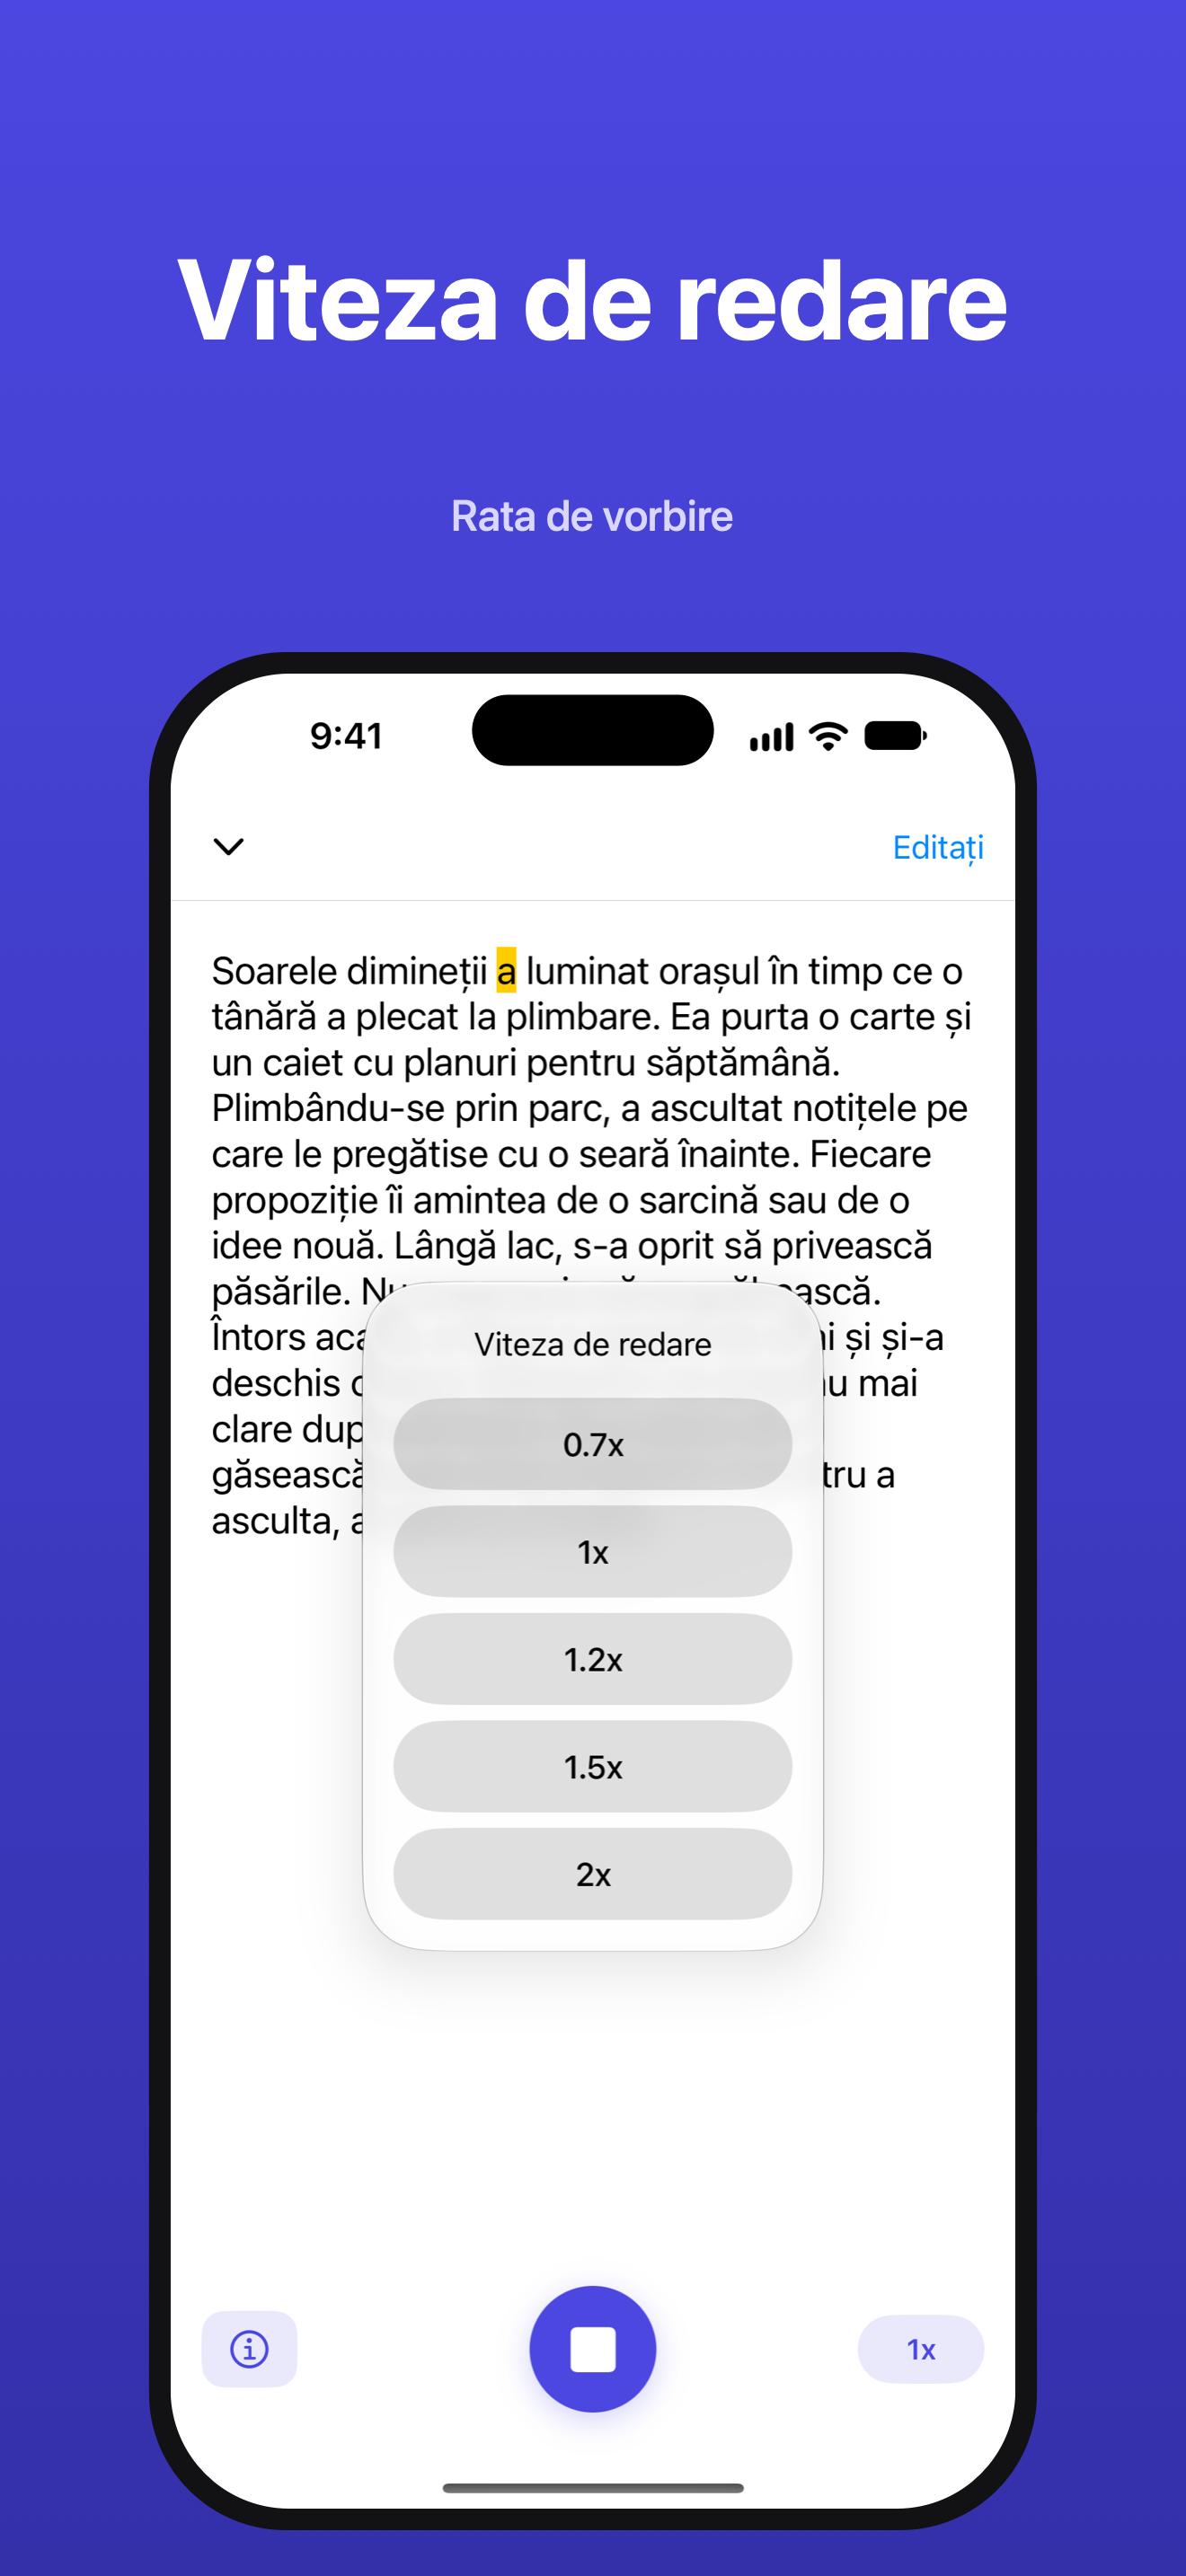 Viteza de redare
Rata de vorbire
9:41
Editați
Soarele dimineții a luminat orașul în timp ce o
tânără a plecat la plimbare. Ea purta o carte și
un caiet cu planuri pentru săptămână.
Plimbându-se prin parc, a ascultat notițele pe
care le pregătise cu o seară înainte. Fiecare
propoziție îi amintea de o sarcină sau de o
idee nouă. Lângă lac, s-a oprit să privească
păsările.
Întors și și-a
deschis mai
clare
găsească a
asculta,
Viteza de redare
0.7x
1x
1.2x
1.5x
2x
1x